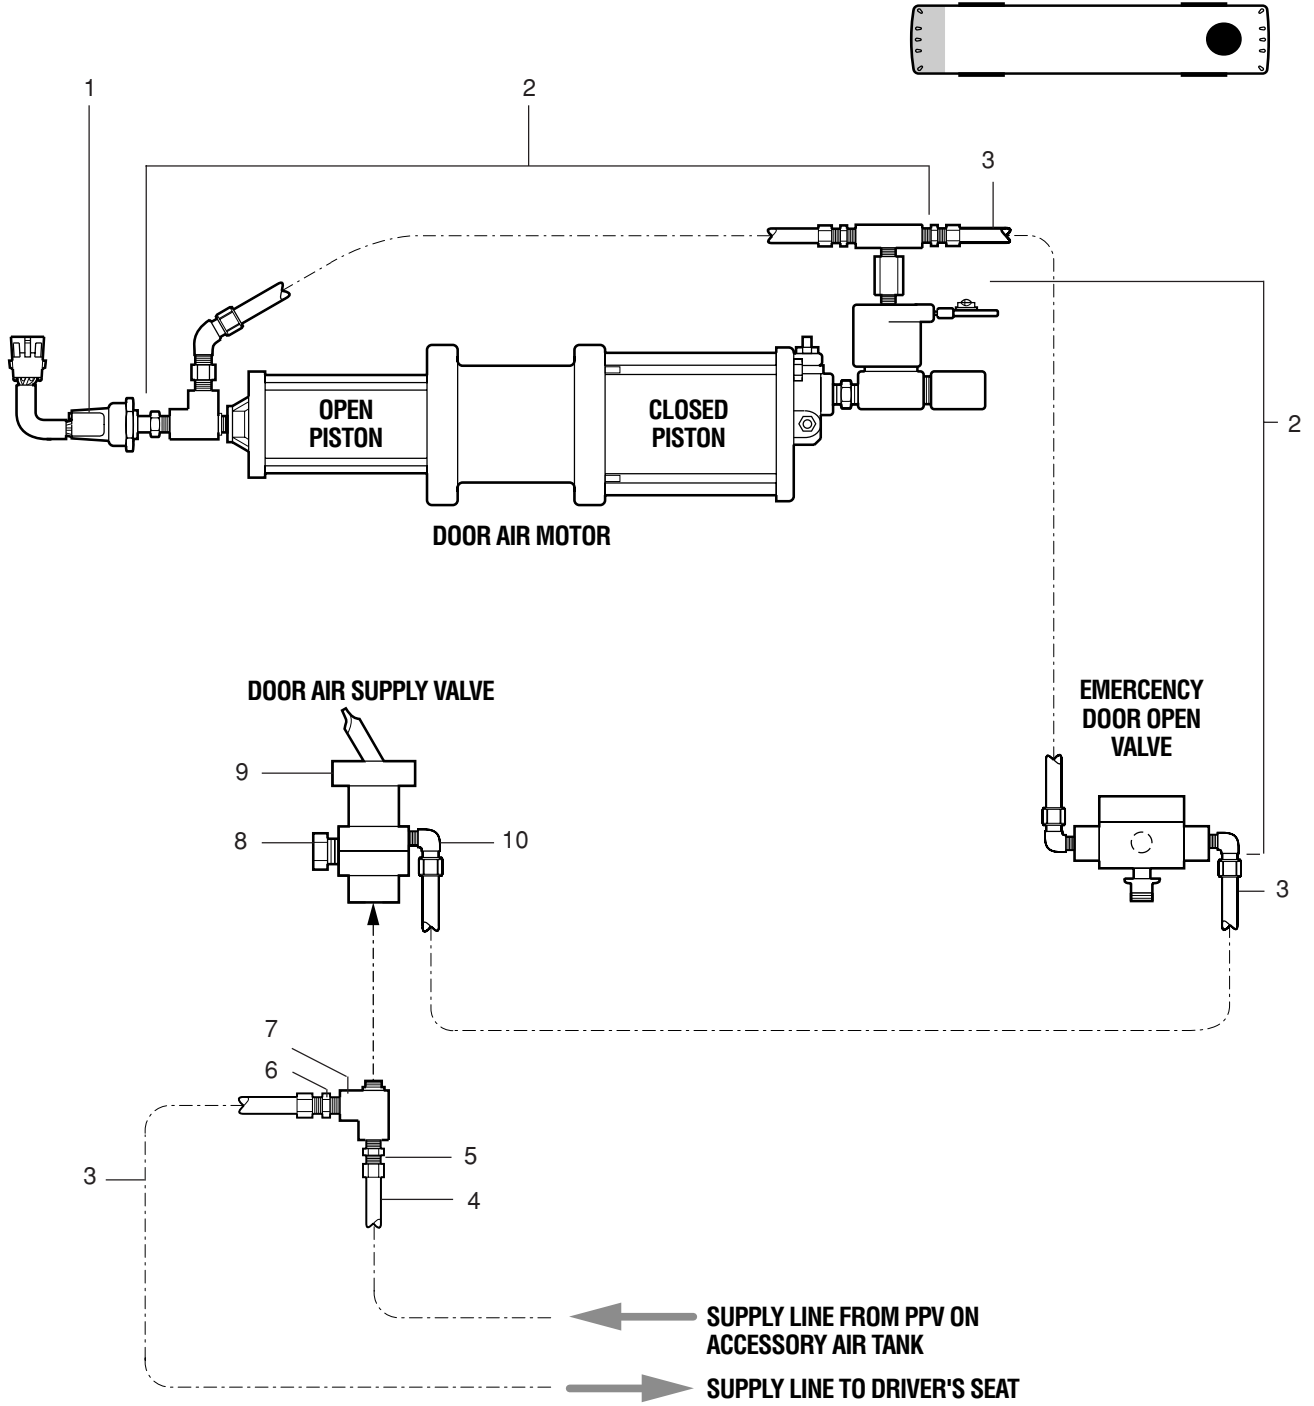 1
2
3
2
OPEN
PISTON
CLOSED
PISTON
DOOR AIR MOTOR
DOOR AIR SUPPLY VALVE
EMERCENCY
DOOR OPEN
VALVE
9
8
10
3
7
6
5
3
4
SUPPLY LINE FROM PPV ON
ACCESSORY AIR TANK
SUPPLY LINE TO DRIVER'S SEAT